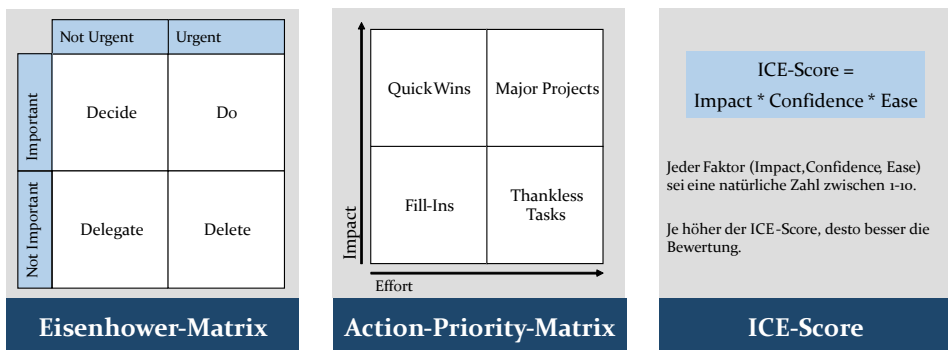 Not Urgent
Urgent
Important
Decide
Do
Not Important
Delegate
Delete
Eisenhower-Matrix
Impact
QuickWins
Major Projects
Fill-Ins
Thankless
Tasks
Effort
Action-Priority-Matrix
ICE-Score =
Impact * Confidence * Ease
Jeder Faktor (Impact,Confidence, Ease)
sei eine natürliche Zahl zwischen 1-10.
Je höher der ICE-Score, desto besser die
Bewertung.
ICE-Score